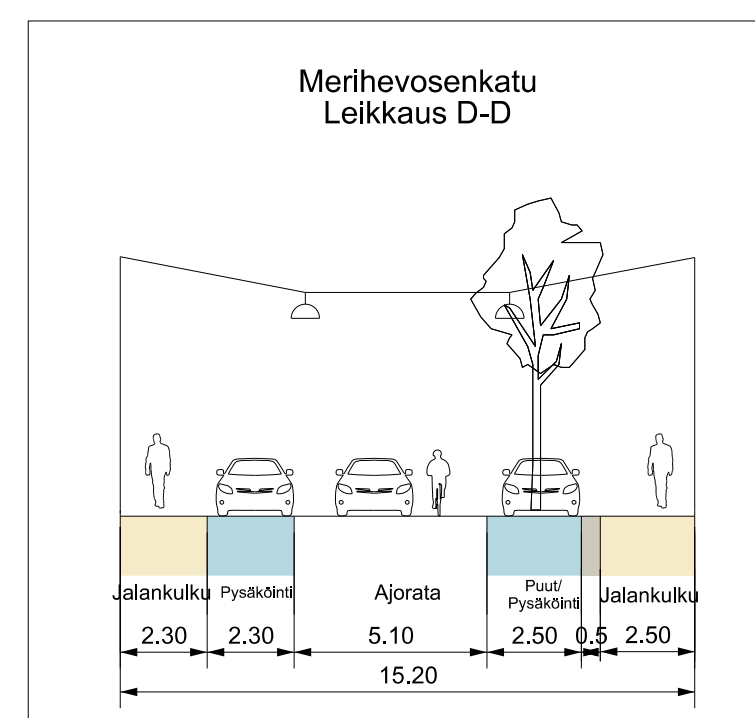 Merihevosenkatu
Leikkaus D-D
Jalankulku Pysäköinti Ajorata Puut/ Jalankulku
Pysäköinti
2.30 2.30 5.10 2.50 0.5 2.50
15.20